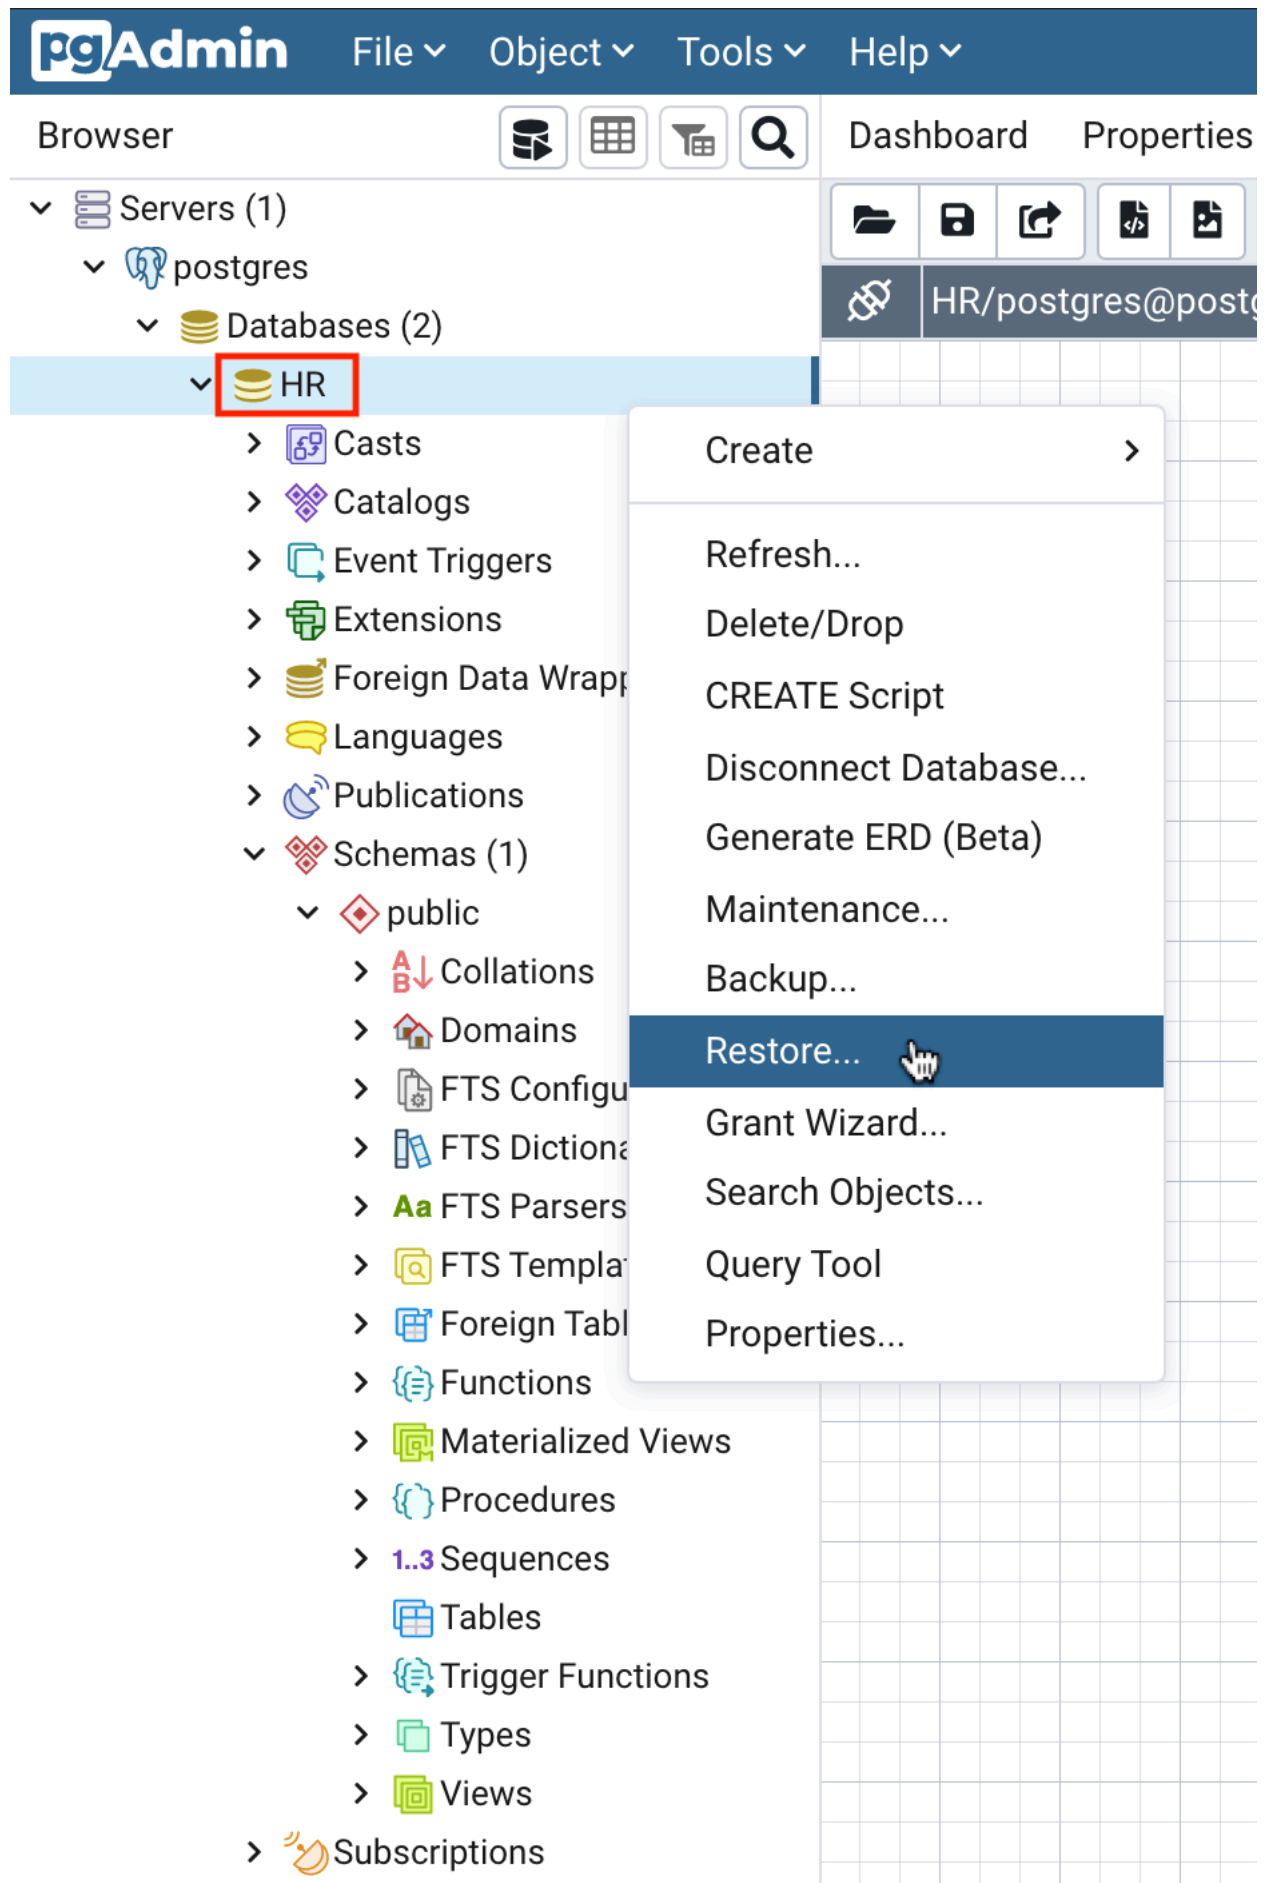 pgAdmin File Object Tools Help
Browser
Dashboard Properties
Servers (1)
postgres
HR/postgres@postg
Databases (2)
HR
Casts
Catalogs
Event Triggers
Extensions
Foreign Data Wrapp
Languages
Publications
Schemas (1)
public
A
B
Collations
Domains
FTS Configu
FTS Dictiona
Aa FTS Parsers
FTS Templat
Foreign Tabl
Functions
Materialized Views
Procedures
1..3 Sequences
Tables
Trigger Functions
Types
Views
Subscriptions
Create
Refresh...
Delete/Drop
CREATE Script
Disconnect Database...
Generate ERD (Beta)
Maintenance...
Backup...
Restore...
Grant Wizard...
Search Objects...
Query Tool
Properties...